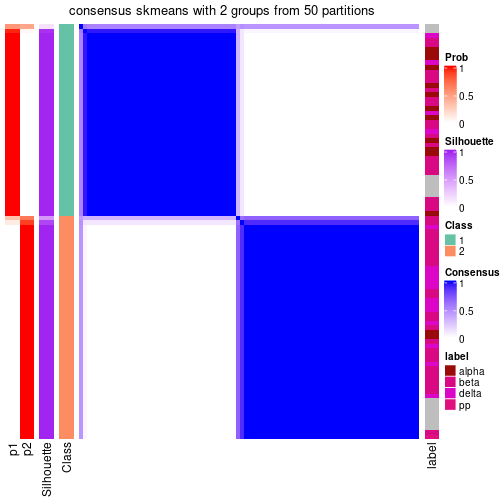 consensus skmeans with 2 groups from 50 partitions
Prob
1
0.5
0
Silhouette
1
0.5
0
Class
1
2
Consensus
1
0.5
0
label
alpha
beta
delta
pp
p1
p2
Silhouette
Class
label